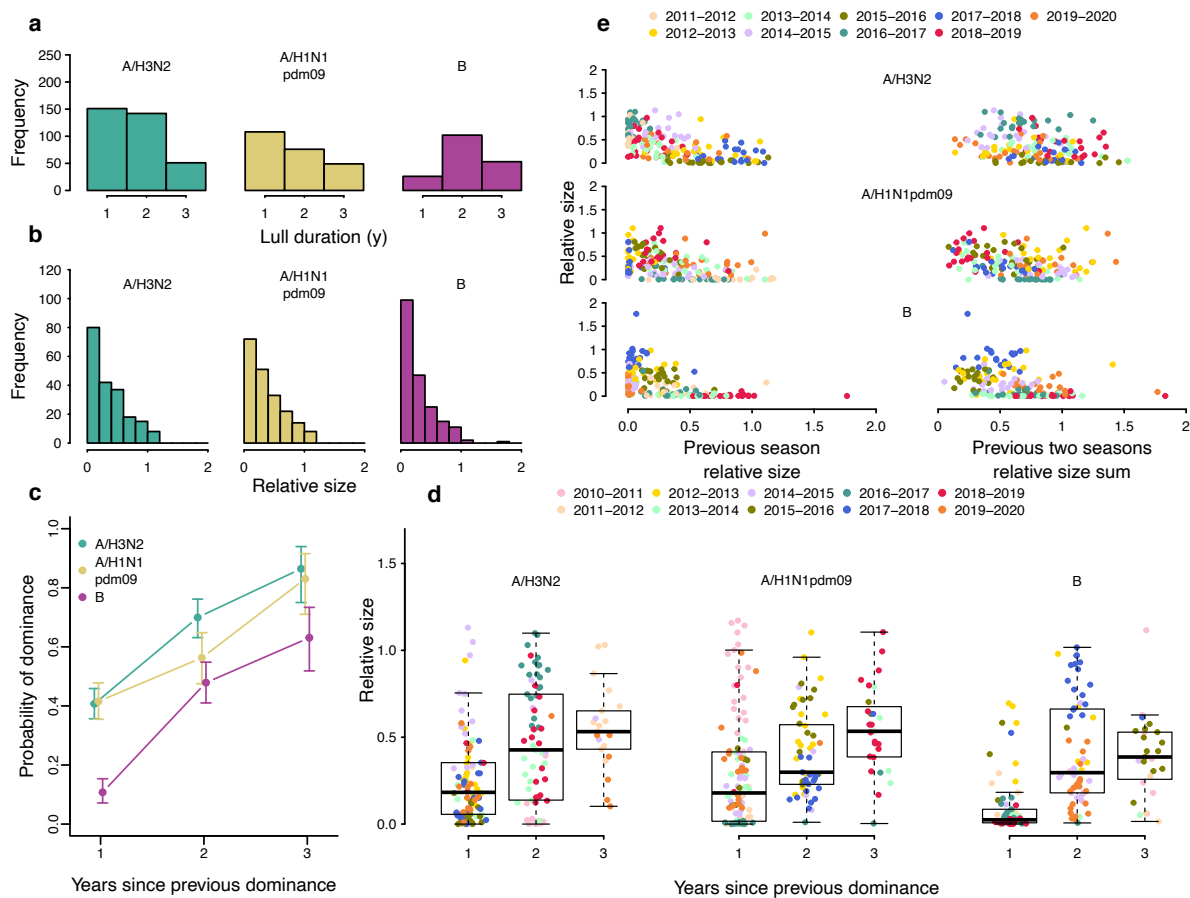 a
A/H3N2
A/H1N1
pdm09
B
Frequency
250
200
150
100
50
0
1 2 3
1 2 3
1 2 3
Lull duration (y)
b
A/H3N2
A/H1N1
pdm09
B
Frequency
120
100
80
60
40
20
0
0 1 2
0 1 2
0 1 2
Relative size
c
A/H3N2
A/H1N1
pdm09
B
Probability of dominance
1.0
0.8
0.6
0.4
0.2
0.0
1 2 3
Years since previous dominance
e
2011–2012 2013–2014 2015–2016 2017–2018 2019–2020
2012–2013 2014–2015 2016–2017 2018–2019
A/H3N2
2
1.5
1
0.5
0
A/H1N1pdm09
2
1.5
1
0.5
0
Relative size
B
2
1.5
1
0.5
0
0.0 0.5 1.0 1.5 2.0
0.0 0.5 1.0 1.5 2.0
Previous season
relative size
Previous two seasons
relative size sum
d
2010–2011 2012–2013 2014–2015 2016–2017 2018–2019
2011–2012 2013–2014 2015–2016 2017–2018 2019–2020
A/H3N2
A/H1N1pdm09
B
Relative size
1.5
1.0
0.5
0.0
1 2 3
1 2 3
1 2 3
Years since previous dominance